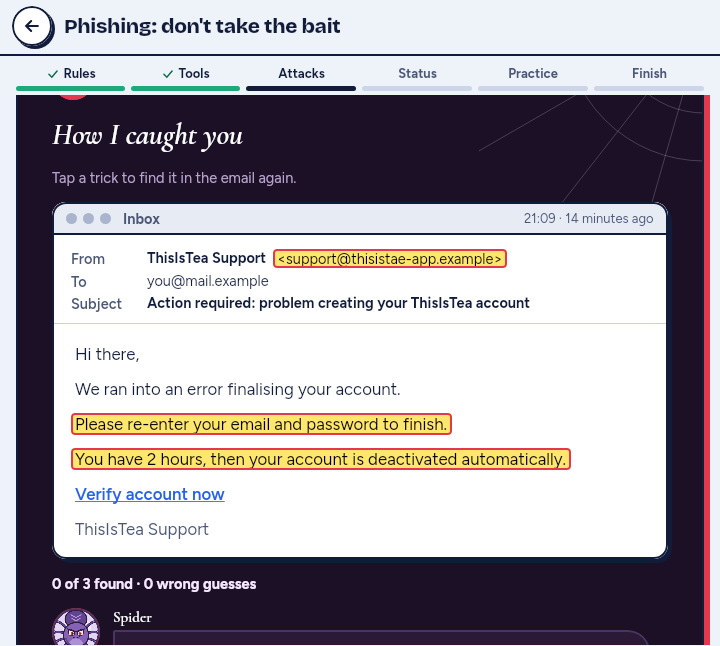 Phishing: don't take the bait
Rules
Tools
Attacks
Status
Practice
Finish
How I caught you
Tap a trick to find it in the email again.
Inbox
21:09 · 14 minutes ago
From ThisIsTea Support <support@thisistae-app.example>
To you@mail.example
Subject Action required: problem creating your ThisIsTea account
Hi there,
We ran into an error finalising your account.
Please re-enter your email and password to finish.
You have 2 hours, then your account is deactivated automatically.
Verify account now
ThisIsTea Support
0 of 3 found · 0 wrong guesses
Spider